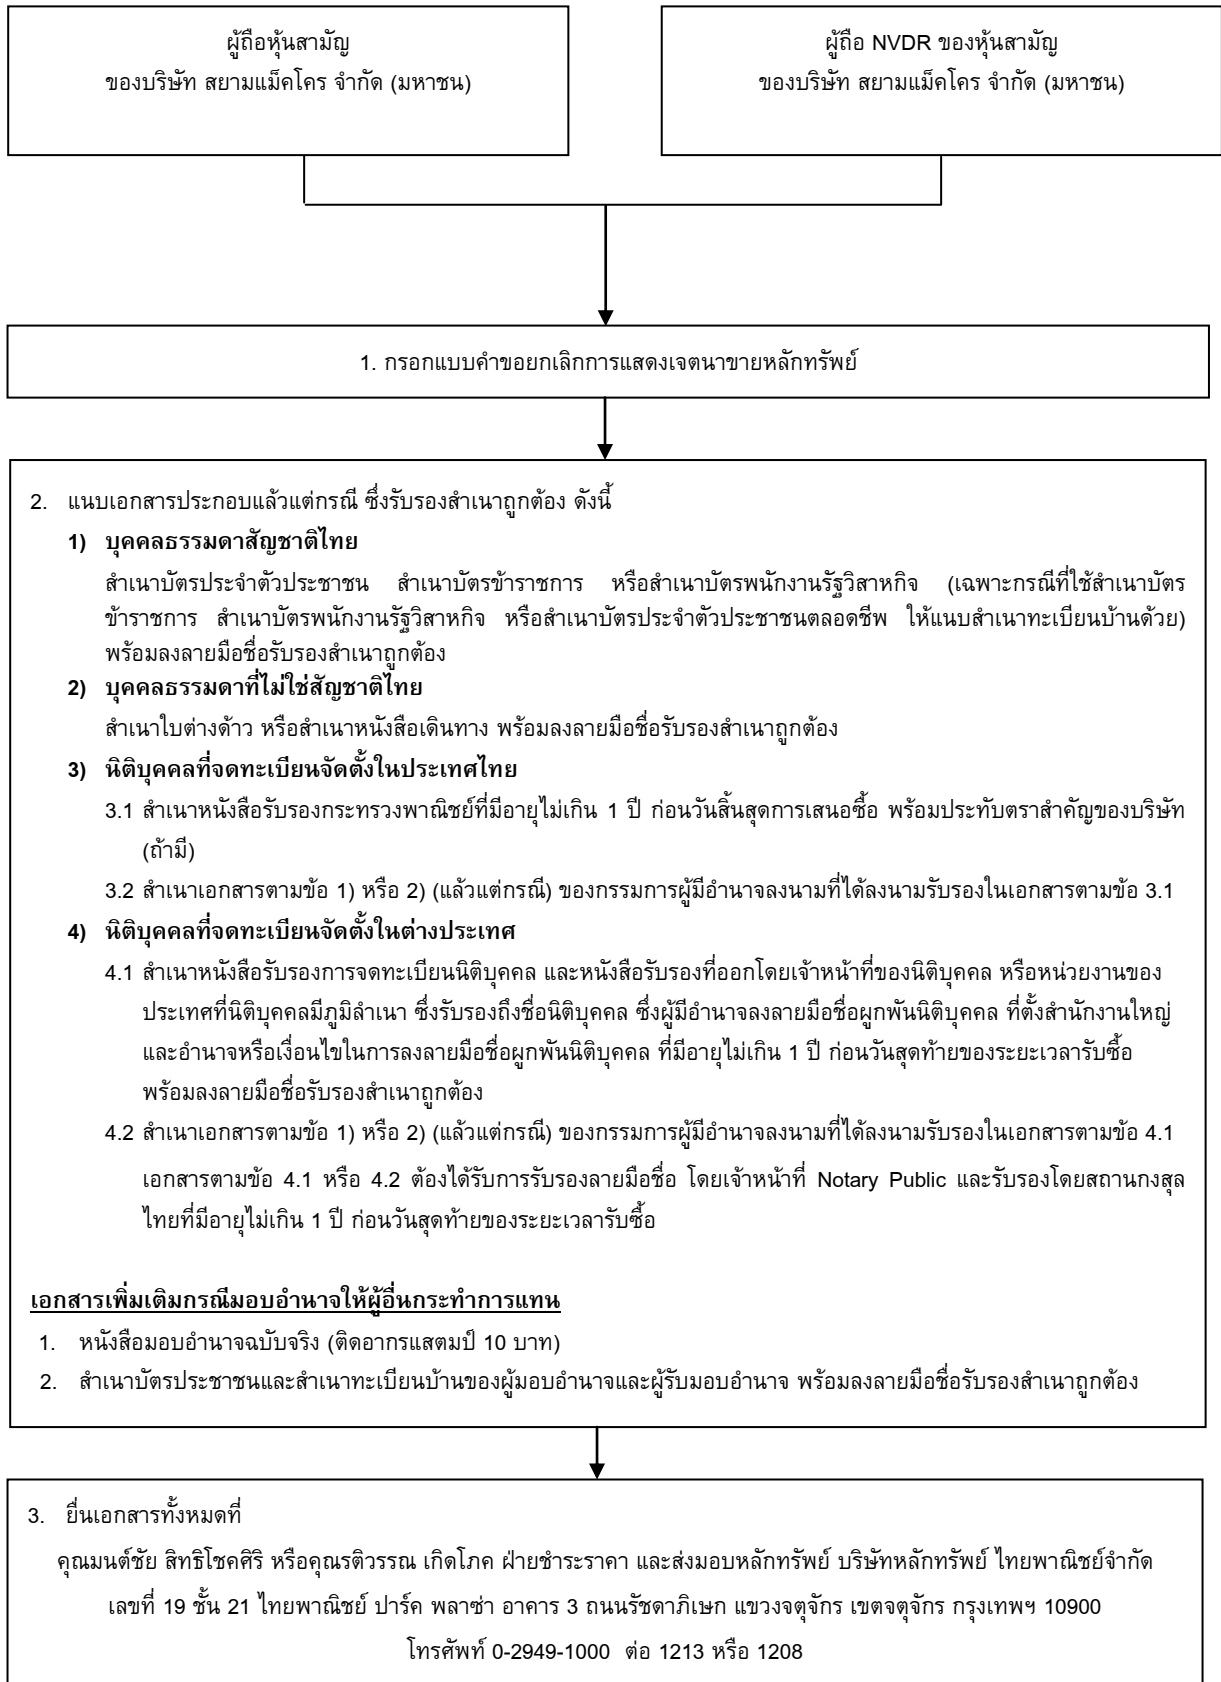 ผู้ถือหุ้นสามัญ
ของบริษัท สยามแม็คโคร จำกัด (มหาชน)
ผู้ถือ NVDR ของหุ้นสามัญ
ของบริษัท สยามแม็คโคร จำกัด (มหาชน)
1. กรอกแบบคำขอยกเลิกการแสดงเจตนาขายหลักทรัพย์
2. แนบเอกสารประกอบแล้วแต่กรณี ซึ่งรับรองสำเนาถูกต้อง ดังนี้
1) บุคคลธรรมดาสัญชาติไทย
สำเนาบัตรประจำตัวประชาชน สำเนาบัตรข้าราชการ หรือสำเนาบัตรพนักงานรัฐวิสาหกิจ (เฉพาะกรณีที่ใช้สำเนาบัตร
ข้าราชการ สำเนาบัตรพนักงานรัฐวิสาหกิจ หรือสำเนาบัตรประจำตัวประชาชนตลอดชีพ ให้แนบสำเนาทะเบียนบ้านด้วย)
พร้อมลงลายมือชื่อรับรองสำเนาถูกต้อง
2) บุคคลธรรมดาที่ไม่ใช่สัญชาติไทย
สำเนาใบต่างด้าว หรือสำเนาหนังสือเดินทาง พร้อมลงลายมือชื่อรับรองสำเนาถูกต้อง
3) นิติบุคคลที่จดทะเบียนจัดตั้งในประเทศไทย
3.1 สำเนาหนังสือรับรองกระทรวงพาณิชย์ที่มีอายุไม่เกิน 1 ปี ก่อนวันสิ้นสุดการเสนอซื้อ พร้อมประทับตราสำคัญของบริษัท
(ถ้ามี)
3.2 สำเนาเอกสารตามข้อ 1) หรือ 2) (แล้วแต่กรณี) ของกรรมการผู้มีอำนาจลงนามที่ได้ลงนามรับรองในเอกสารตามข้อ 3.1
4) นิติบุคคลที่จดทะเบียนจัดตั้งในต่างประเทศ
4.1 สำเนาหนังสือรับรองการจดทะเบียนนิติบุคคล และหนังสือรับรองที่ออกโดยเจ้าหน้าที่ของนิติบุคคล หรือหน่วยงานของ
ประเทศที่นิติบุคคลมีภูมิลำเนา ซึ่งรับรองถึงชื่อนิติบุคคล ซึ่งผู้มีอำนาจลงลายมือชื่อผูกพันนิติบุคคล ที่ตั้งสำนักงานใหญ่
และอำนาจหรือเงื่อนไขในการลงลายมือชื่อผูกพันนิติบุคคล ที่มีอายุไม่เกิน 1 ปี ก่อนวันสุดท้ายของระยะเวลารับซื้อ
พร้อมลงลายมือชื่อรับรองสำเนาถูกต้อง
4.2 สำเนาเอกสารตามข้อ 1) หรือ 2) (แล้วแต่กรณี) ของกรรมการผู้มีอำนาจลงนามที่ได้ลงนามรับรองในเอกสารตามข้อ 4.1
เอกสารตามข้อ 4.1 หรือ 4.2 ต้องได้รับการรับรองลายมือชื่อ โดยเจ้าหน้าที่ Notary Public และรับรองโดยสถานกงสุล
ไทยที่มีอายุไม่เกิน 1 ปี ก่อนวันสุดท้ายของระยะเวลารับซื้อ
เอกสารเพิ่มเติมกรณีมอบอำนาจให้ผู้อื่นกระทำการแทน
1. หนังสือมอบอำนาจฉบับจริง (ติดอากรแสตมป์ 10 บาท)
2. สำเนาบัตรประชาชนและสำเนาทะเบียนบ้านของผู้มอบอำนาจและผู้รับมอบอำนาจ พร้อมลงลายมือชื่อรับรองสำเนาถูกต้อง
3. ยื่นเอกสารทั้งหมดที่
คุณมนต์ชัย สิทธิโชคศิริ หรือคุณรติวรรณ เกิดโภค ฝ่ายชำระราคา และส่งมอบหลักทรัพย์ บริษัทหลักทรัพย์ ไทยพาณิชย์จำกัด
เลขที่ 19 ชั้น 21 ไทยพาณิชย์ ปาร์ค พลาซ่า อาคาร 3 ถนนรัชดาภิเษก แขวงจตุจักร เขตจตุจักร กรุงเทพฯ 10900
โทรศัพท์ 0-2949-1000 ต่อ 1213 หรือ 1208